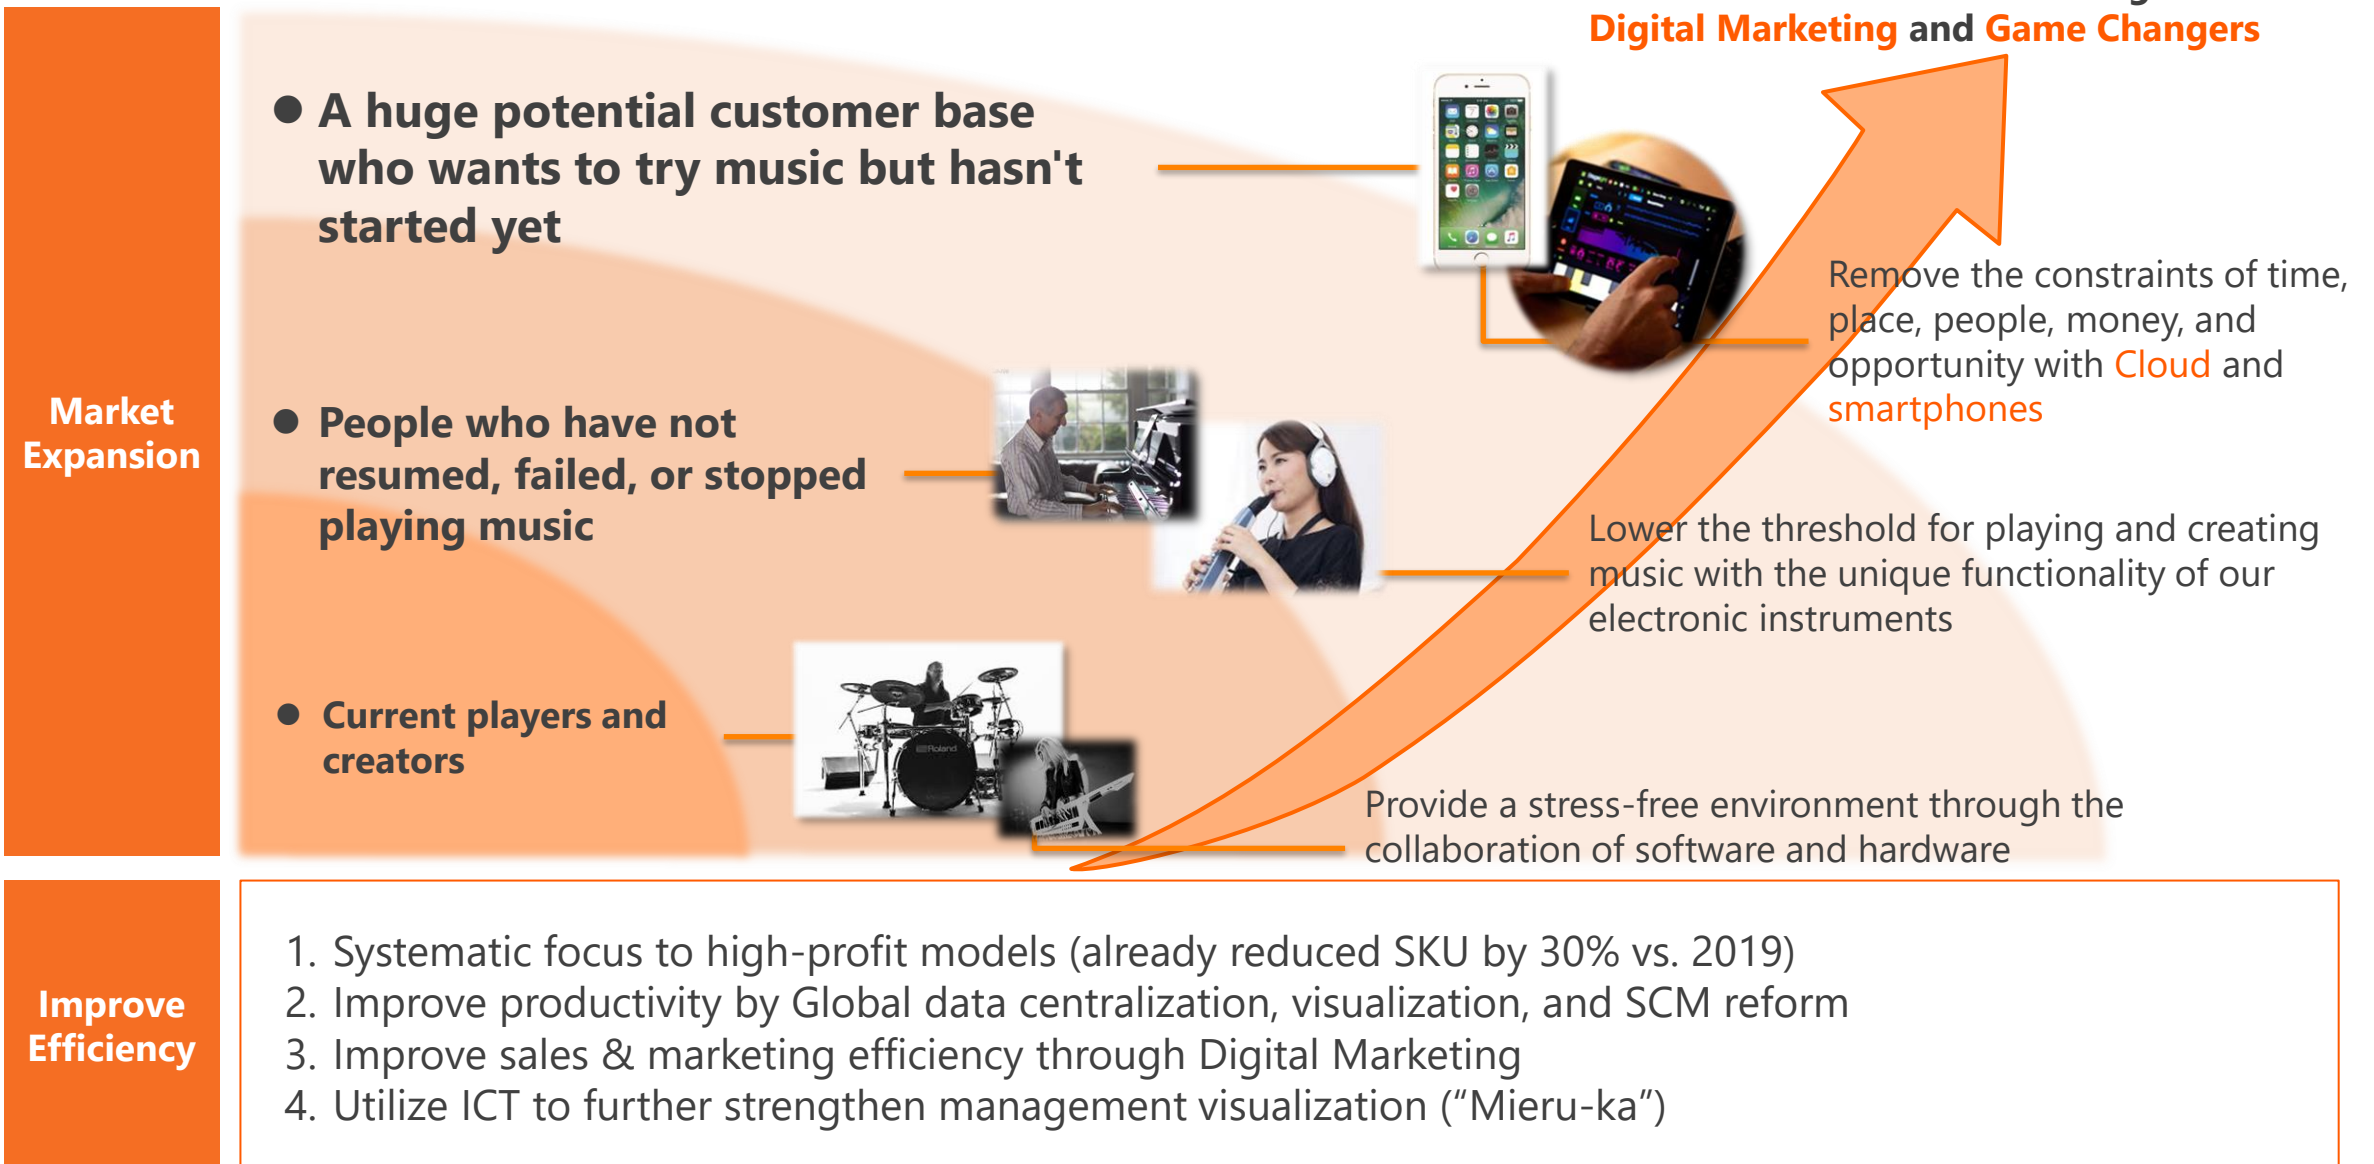 Digital Marketing and Game Changers
● A huge potential customer base
who wants to try music but hasn't
started yet
Remove the constraints of time,
place, people, money, and
opportunity with Cloud and
smartphones
Market
Expansion
● People who have not
resumed, failed, or stopped
playing music
Lower the threshold for playing and creating
music with the unique functionality of our
electronic instruments
● Current players and
creators
Roland
Provide a stress-free environment through the
collaboration of software and hardware
Improve
Efficiency
1. Systematic focus to high-profit models (already reduced SKU by 30% vs. 2019)
2. Improve productivity by Global data centralization, visualization, and SCM reform
3. Improve sales & marketing efficiency through Digital Marketing
4. Utilize ICT to further strengthen management visualization (“Mieru-ka”)